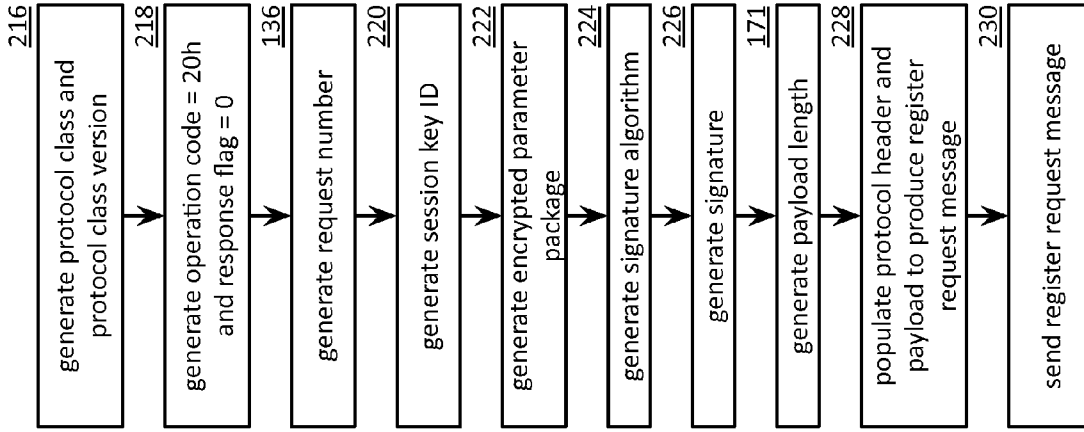 216
generate protocol class and
protocol class version
218
generate operation code = 20h
and response flag = 0
136
generate request number
220
generate session key ID
222
generate encrypted parameter
package
224
generate signature algorithm
226
generate signature
171
generate payload length
228
populate protocol header and
payload to produce register
request message
230
send register request message